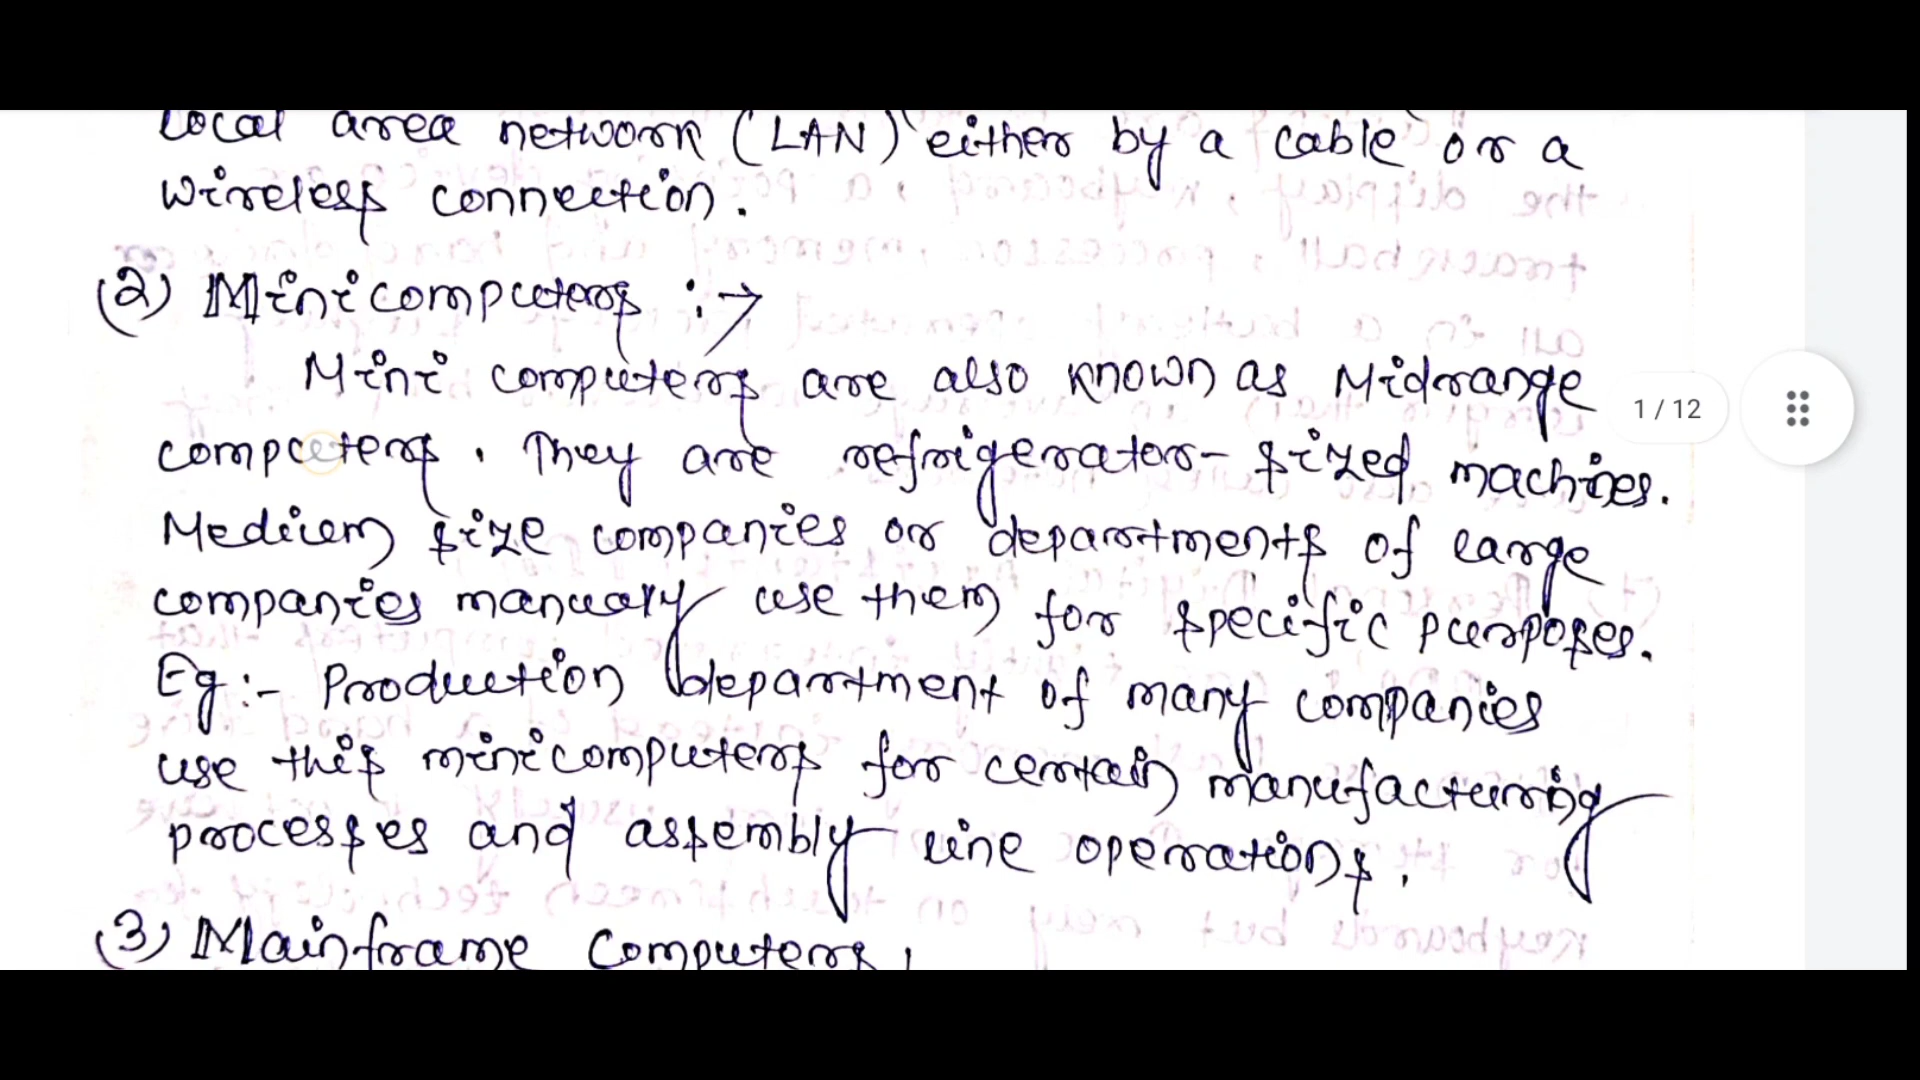 local area network (LAN) either by a cable or a
wireless connection.
(2) Minicomputers :→
Mini computers are also known as Midrange
computers. They are refrigerator-sized machines.
1 / 12
Medium size companies or departments of large
companies manualy use them for specific purposes.
Eg:- Production department of many companies
use this minicomputers for certain manufacturing
processes and assembly line operations.
(3) Mainframe Computers: